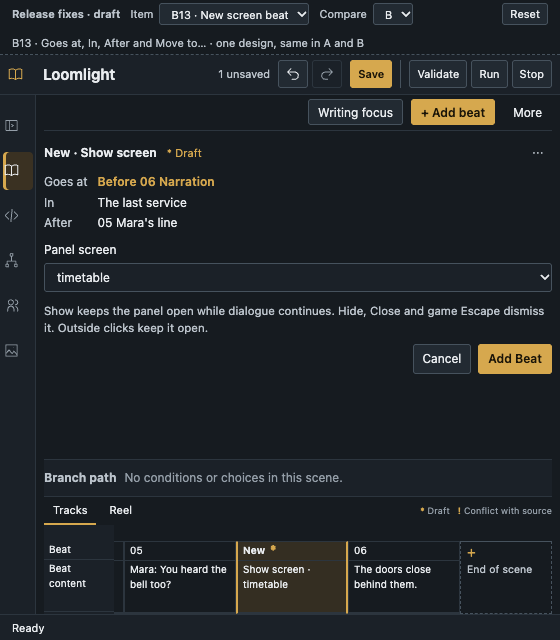 Release fixes · draft Item B13 · New screen beat Compare B Reset
B13 · Goes at, In, After and Move to... · one design, same in A and B
Loomlight 1 unsaved Save Validate Run Stop
Writing focus + Add beat More
New · Show screen * Draft ...
Goes at Before 06 Narration
In The last service
After 05 Mara's line
Panel screen
timetable
Show keeps the panel open while dialogue continues. Hide, Close and game Escape dismiss
it. Outside clicks keep it open.
Cancel Add Beat
Branch path No conditions or choices in this scene.
Tracks Reel * Draft ! Conflict with source
Beat 05 New * 06 +
Beat content Mara: You heard the bell too? Show screen · timetable The doors close behind them. End of scene
Ready